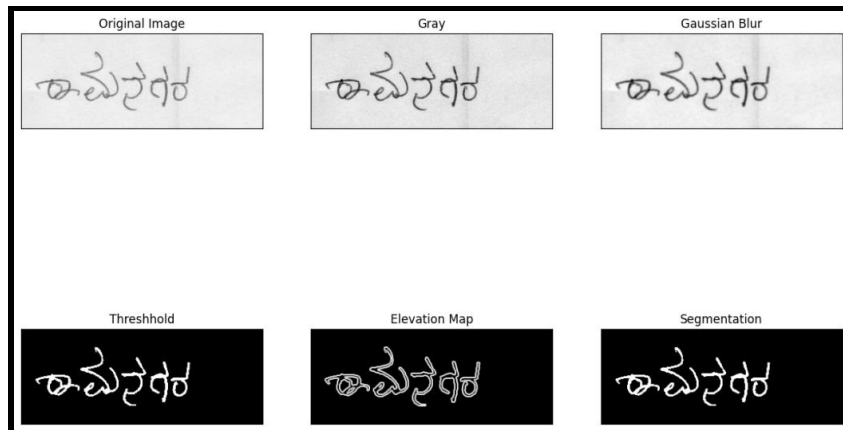 Original Image
Gray
Gaussian Blur
ರಾಮನಗರ
ರಾಮನಗರ
ರಾಮನಗರ
Threshhold
Elevation Map
Segmentation
ರಾಮನಗರ
ರಾಮನಗರ
ರಾಮನಗರ